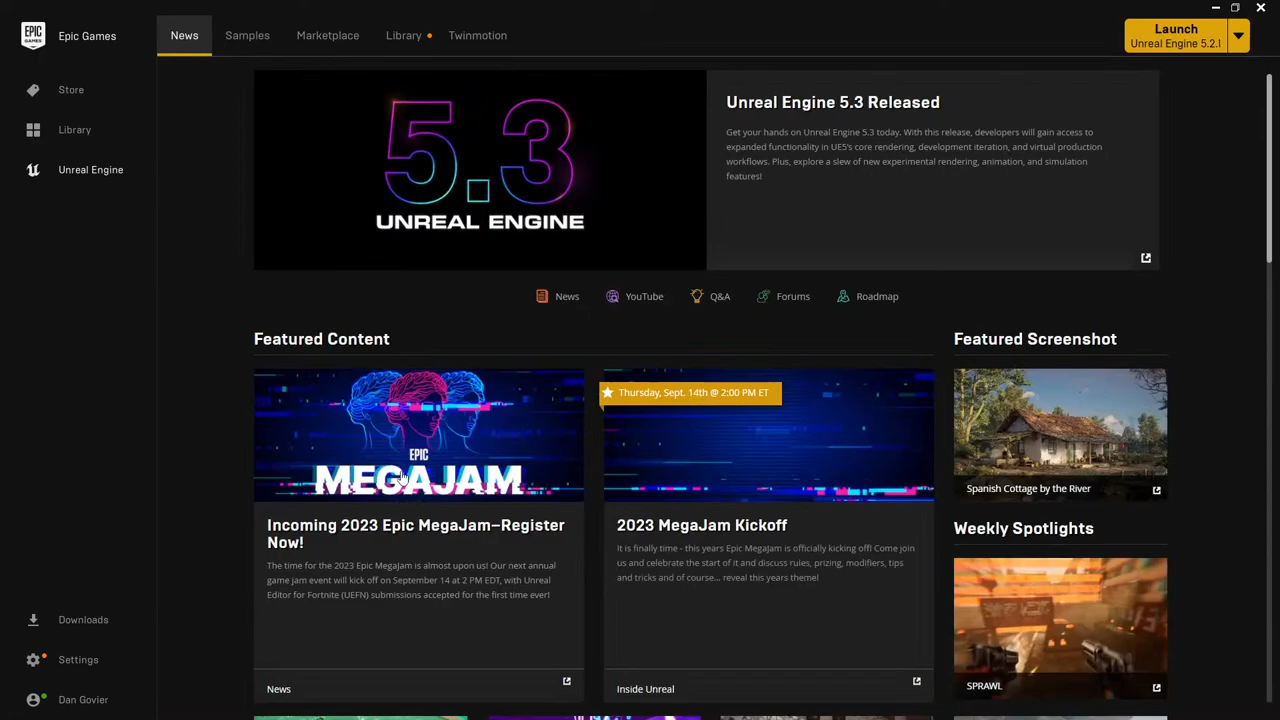 EPIC
GAMES
Epic Games
News
Samples
Marketplace
Library
Twinmotion
Launch
Unreal Engine 5.2.1
Store
Library
Unreal Engine
5.3
UNREAL ENGINE
Unreal Engine 5.3 Released
Get your hands on Unreal Engine 5.3 today. With this release, developers will gain access to
expanded functionality in UE5's core rendering, development iteration, and virtual production
workflows. Plus, explore a slew of new experimental rendering, animation, and simulation
features!
News
YouTube
Q&A
Forums
Roadmap
Featured Content
EPIC
MEGAJAM
Incoming 2023 Epic MegaJam—Register
Now!
The time for the 2023 Epic MegaJam is almost upon us! Our next annual
game jam event will kick off on September 14 at 2 PM EDT, with Unreal
Editor for Fortnite (UEFN) submissions accepted for the first time ever!
News
Thursday, Sept. 14th @ 2:00 PM ET
2023 MegaJam Kickoff
It is finally time - this years Epic MegaJam is officially kicking off! Come join
us and celebrate the start of it and discuss rules, prizing, modifiers, tips
and tricks and of course... reveal this years theme!
Inside Unreal
Featured Screenshot
Spanish Cottage by the River
Weekly Spotlights
SPRAWL
Downloads
Settings
Dan Govier